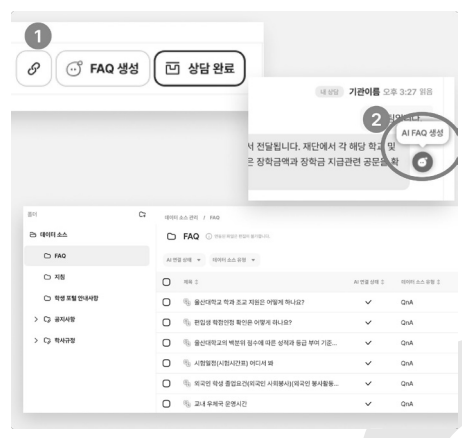 1
FAQ 생성
상담 완료
내 상담 기관이름 오후 3:27 읽음
2
AI FAQ 생성
서 전달됩니다. 재단에서 각 해당 학교 및
은 장학금액과 장학금 지급관련 공문을 확
폴더
데이터 소스 관리 / FAQ
데이터 소스
FAQ
FAQ
AI 연결 상태
데이터 소스 유형
지침
제목
AI 연결 상태
데이터 소스 유형
학생 포털 안내사항
울산대학교 학과 조교 지원은 어떻게 하나요?
QnA
공지사항
편입생 학점인정 확인은 어떻게 하나요?
QnA
학사규정
울산대학교의 백분위 점수에 따른 성적과 등급 부여 기준...
QnA
시험일정(시험시간표) 어디서 봐
QnA
외국인 학생 졸업요건(외국인 사회봉사)(외국인 봉사활동...
QnA
교내 우체국 운영시간
QnA